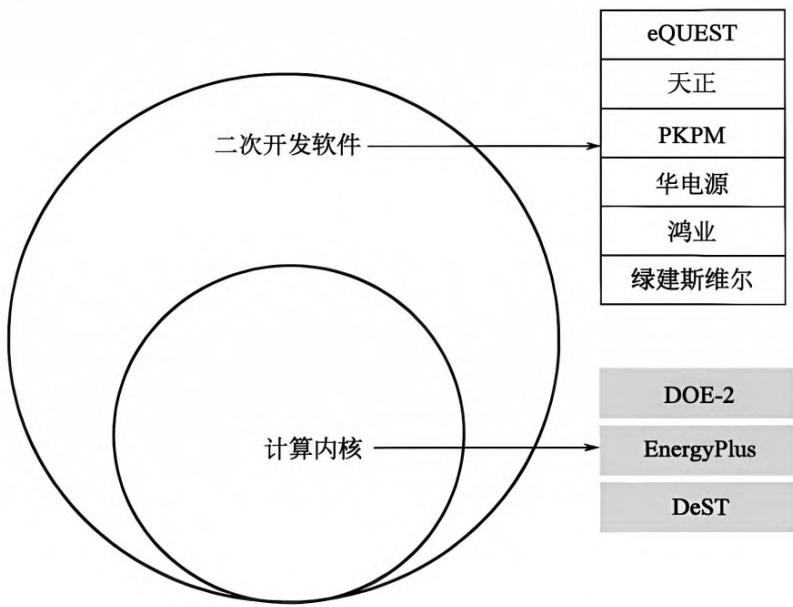 eQUEST
天正
二次开发软件
PKPM
华电源
鸿业
绿建斯维尔
DOE-2
计算内核
EnergyPlus
DeST